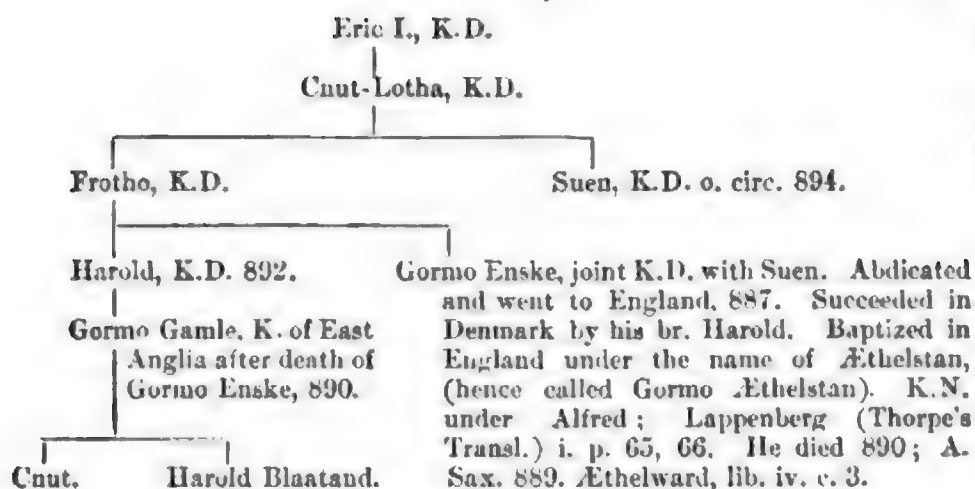 Eric I., K.D.
Cnut-Lotha, K.D.
Frotho, K.D.
Suen, K.D. o. circ. 894.
Harold, K.D. 892.
Gormo Gamle, K. of East
Anglia after death of
Gormo Enske, 890.
Gormo Enske, joint K.D. with Suen. Abdicated
and went to England, 887. Succeeded in
Denmark by his br. Harold. Baptized in
England under the name of Æthelstan,
(hence called Gormo Æthelstan). K.N.
under Alfred; Lappenberg (Thorpe's
Transl.) i. p. 65, 66. He died 890; A.
Sax. 889. Æthelward, lib. iv. c. 3.
Cnut.
Harold Blaatand.